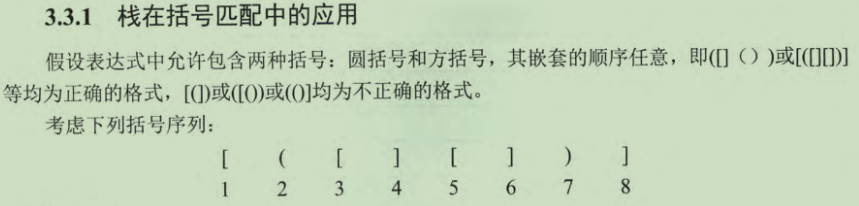 3.3.1 栈在括号匹配中的应用
假设表达式中允许包含两种括号：圆括号和方括号，其嵌套的顺序任意，即([]（）)或[([][])]
等均为正确的格式，[(])或([())或(()]均为不正确的格式。
考虑下列括号序列：
[ ( [ ] [ ] ) ]
1 2 3 4 5 6 7 8